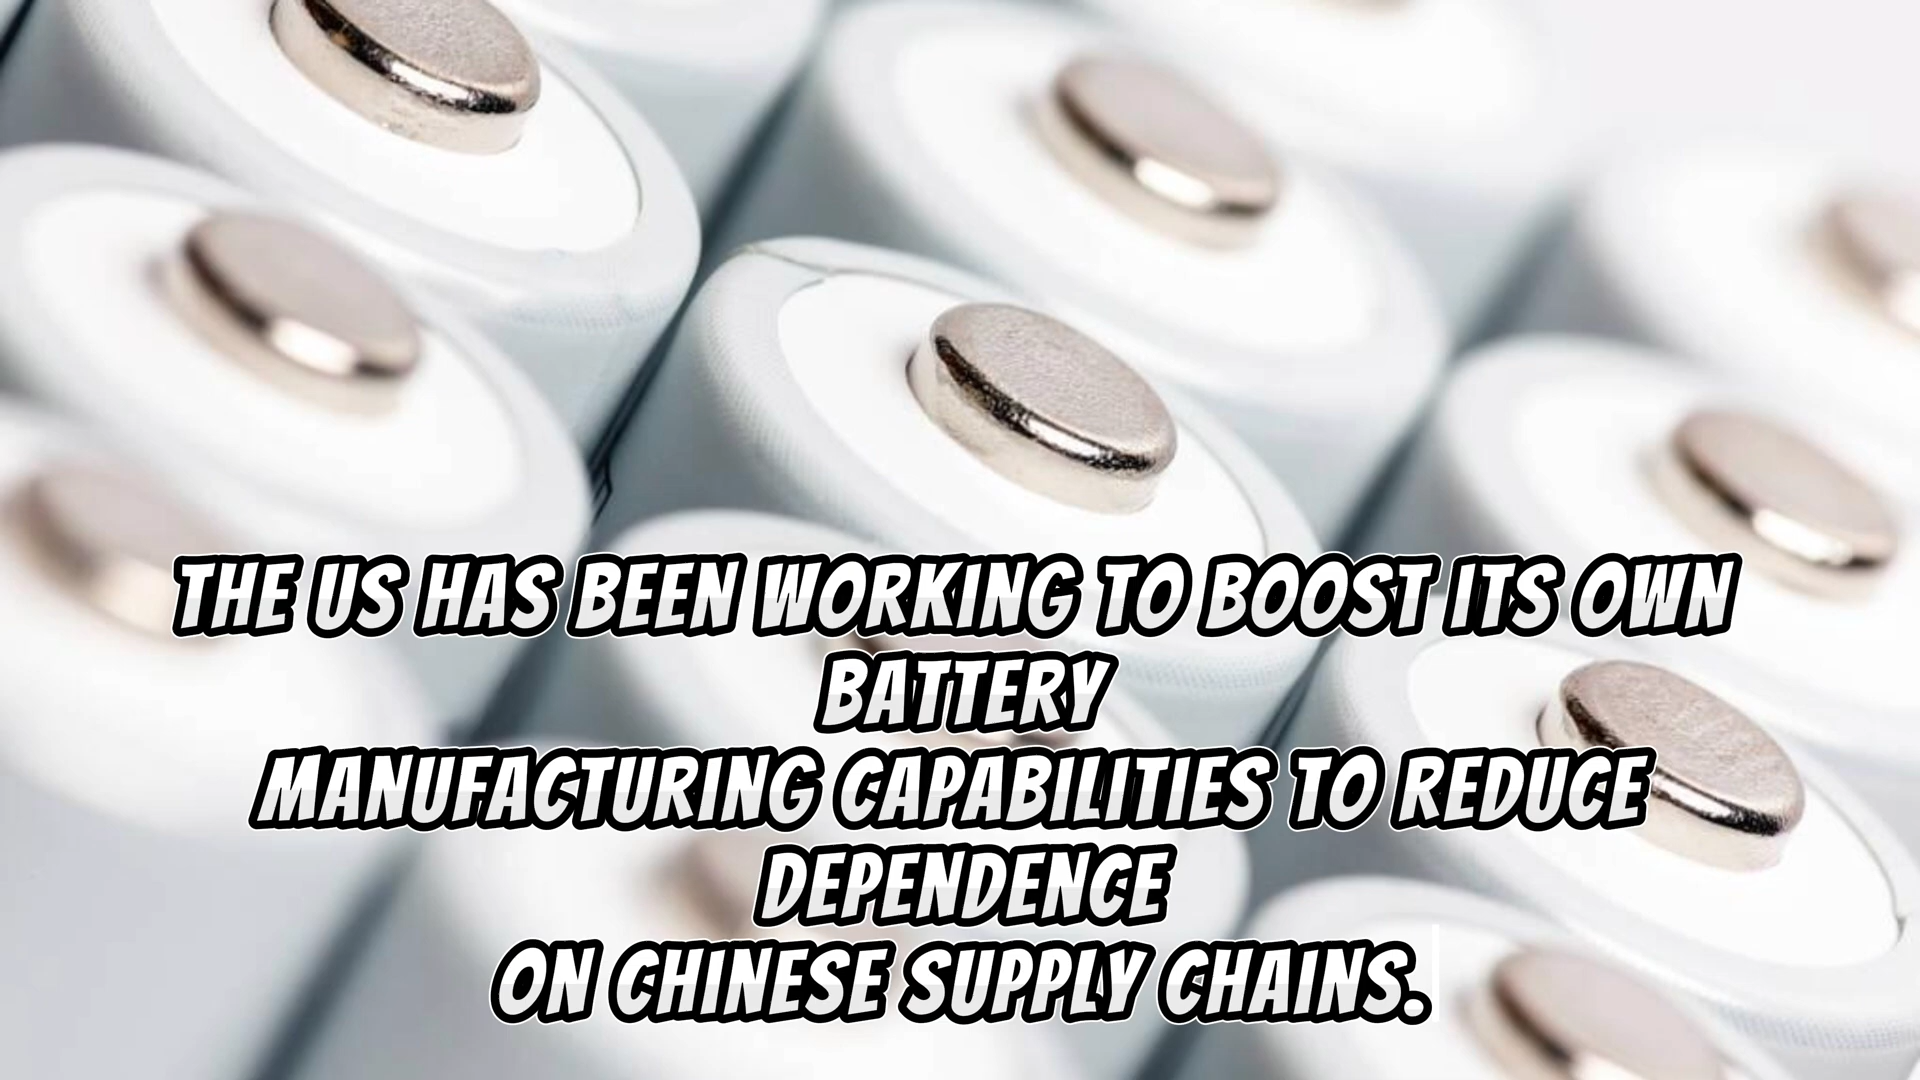 THE US HAS BEEN WORKING TO BOOST ITS OWN
BATTERY
MANUFACTURING CAPABILITIES TO REDUCE
DEPENDENCE
ON CHINESE SUPPLY CHAINS.